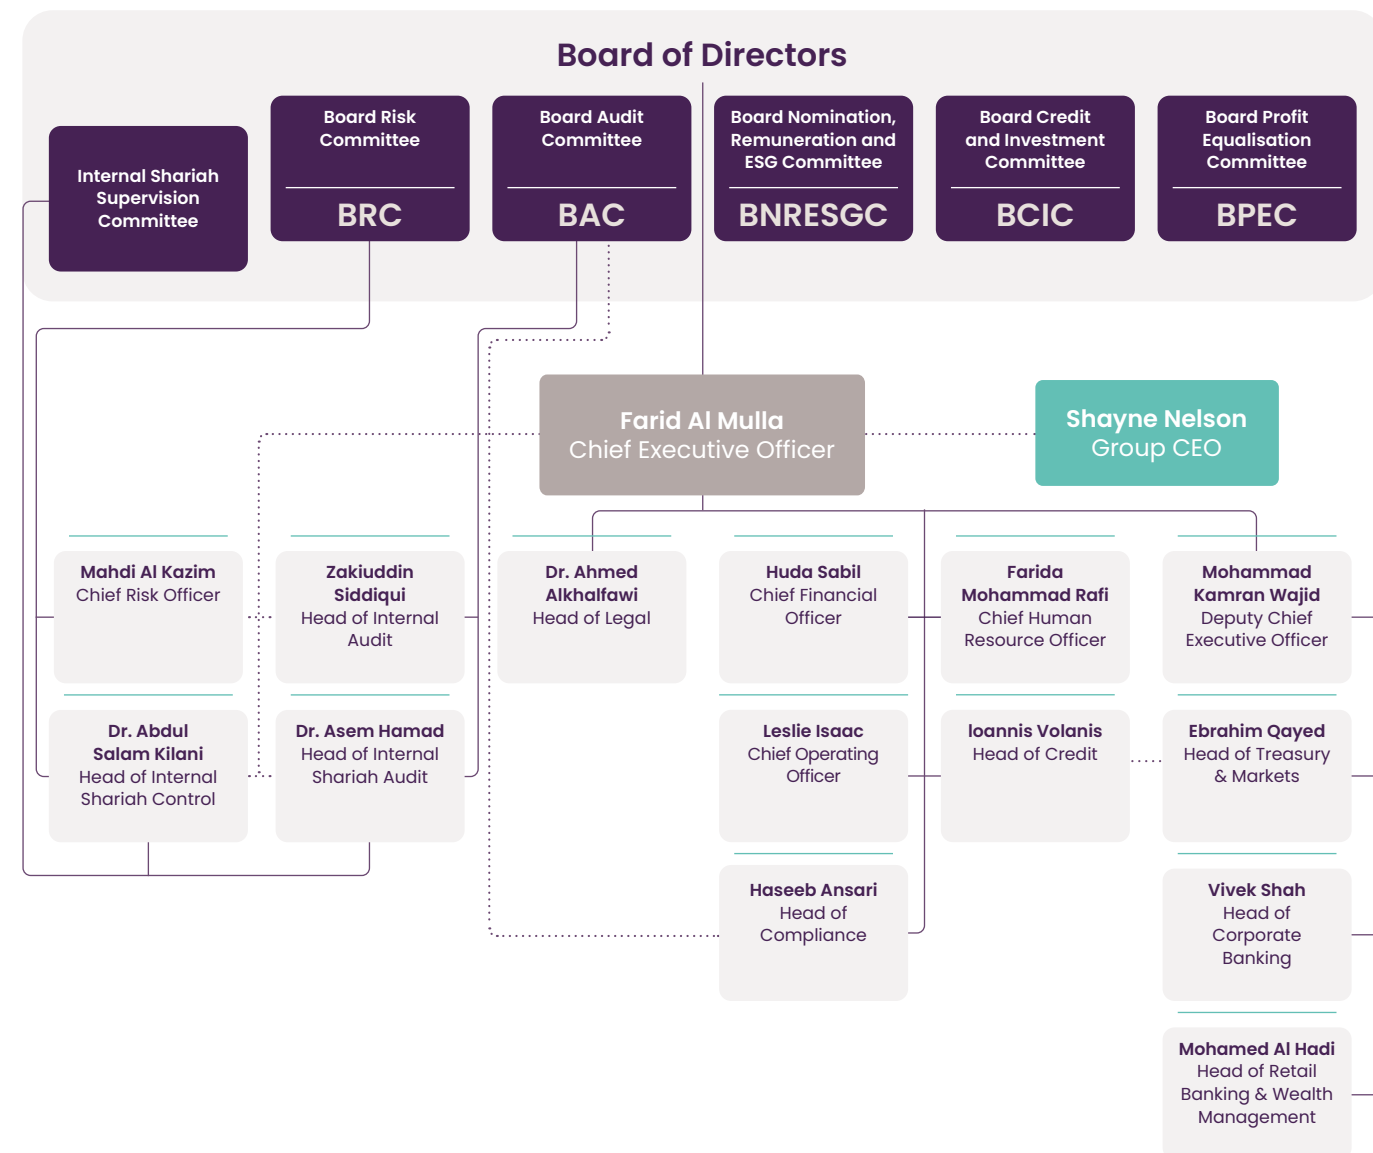 Board of Directors
Internal Shariah
Supervision
Committee
Board Risk
Committee
BRC
Board Audit
Committee
BAC
Board Nomination,
Remuneration and
ESG Committee
BNRESGC
Board Credit
and Investment
Committee
BCIC
Board Profit
Equalisation
Committee
BPEC
Farid Al Mulla
Chief Executive Officer
Shayne Nelson
Group CEO
Mahdi Al Kazim
Chief Risk Officer
Zakiuddin
Siddiqui
Head of Internal
Audit
Dr. Ahmed
Alkhalfawi
Head of Legal
Huda Sabil
Chief Financial
Officer
Farida
Mohammad Rafi
Chief Human
Resource Officer
Mohammad
Kamran Wajid
Deputy Chief
Executive Officer
Dr. Abdul
Salam Kilani
Head of Internal
Shariah Control
Dr. Asem Hamad
Head of Internal
Shariah Audit
Leslie Isaac
Chief Operating
Officer
Ioannis Volanis
Head of Credit
Ebrahim Qayed
Head of Treasury
& Markets
Haseeb Ansari
Head of
Compliance
Vivek Shah
Head of
Corporate
Banking
Mohamed Al Hadi
Head of Retail
Banking & Wealth
Management